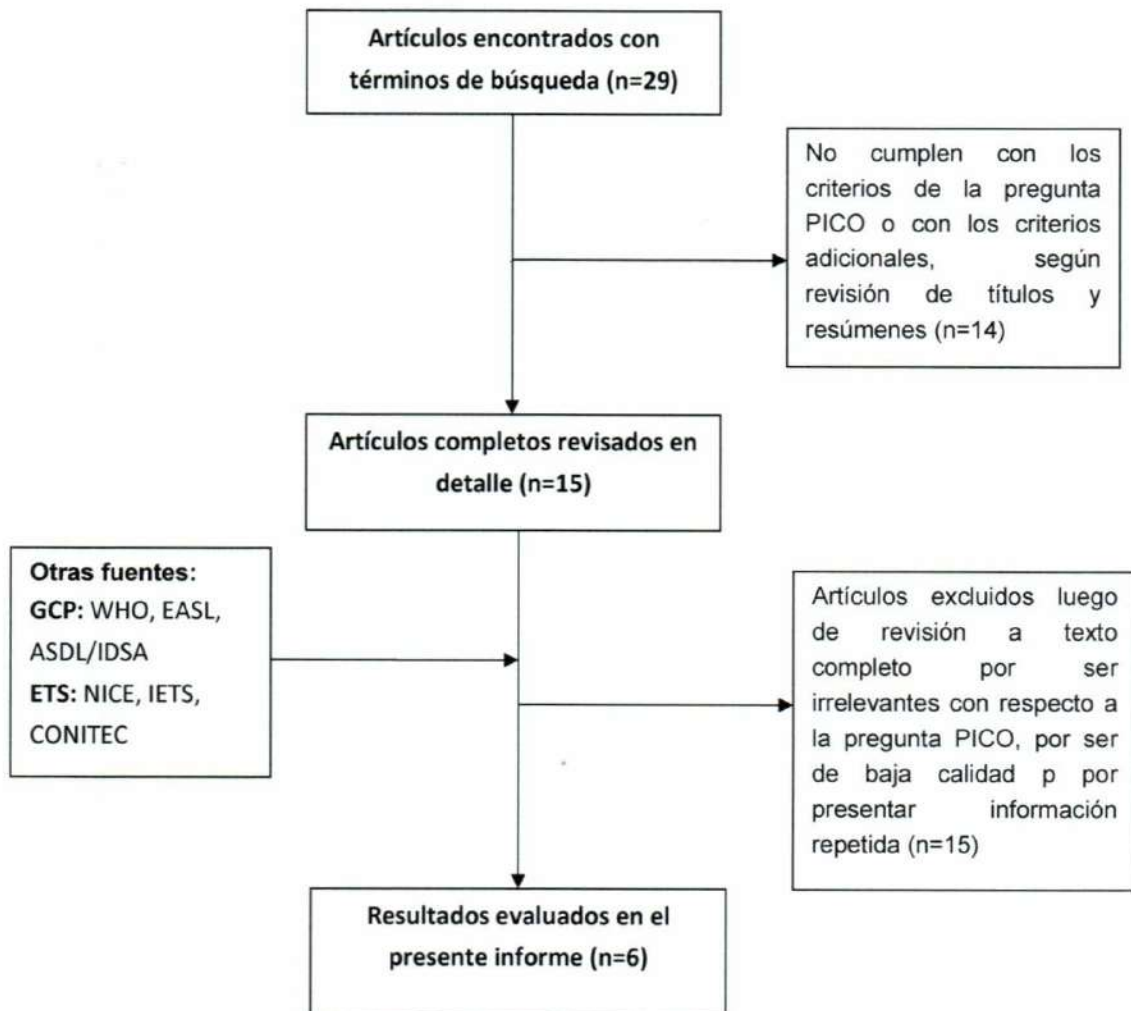 Artículos encontrados con
términos de búsqueda (n=29)
No cumplen con los
criterios de la pregunta
PICO o con los criterios
adicionales, según
revisión de títulos y
resúmenes (n=14)
Artículos completos revisados en
detalle (n=15)
Otras fuentes:
GCP: WHO, EASL,
ASDL/IDSA
ETS: NICE, IETS,
CONITEC
Artículos excluidos luego
de revisión a texto
completo por ser
irrelevantes con respecto a
la pregunta PICO, por ser
de baja calidad p por
presentar información
repetida (n=15)
Resultados evaluados en el
presente informe (n=6)